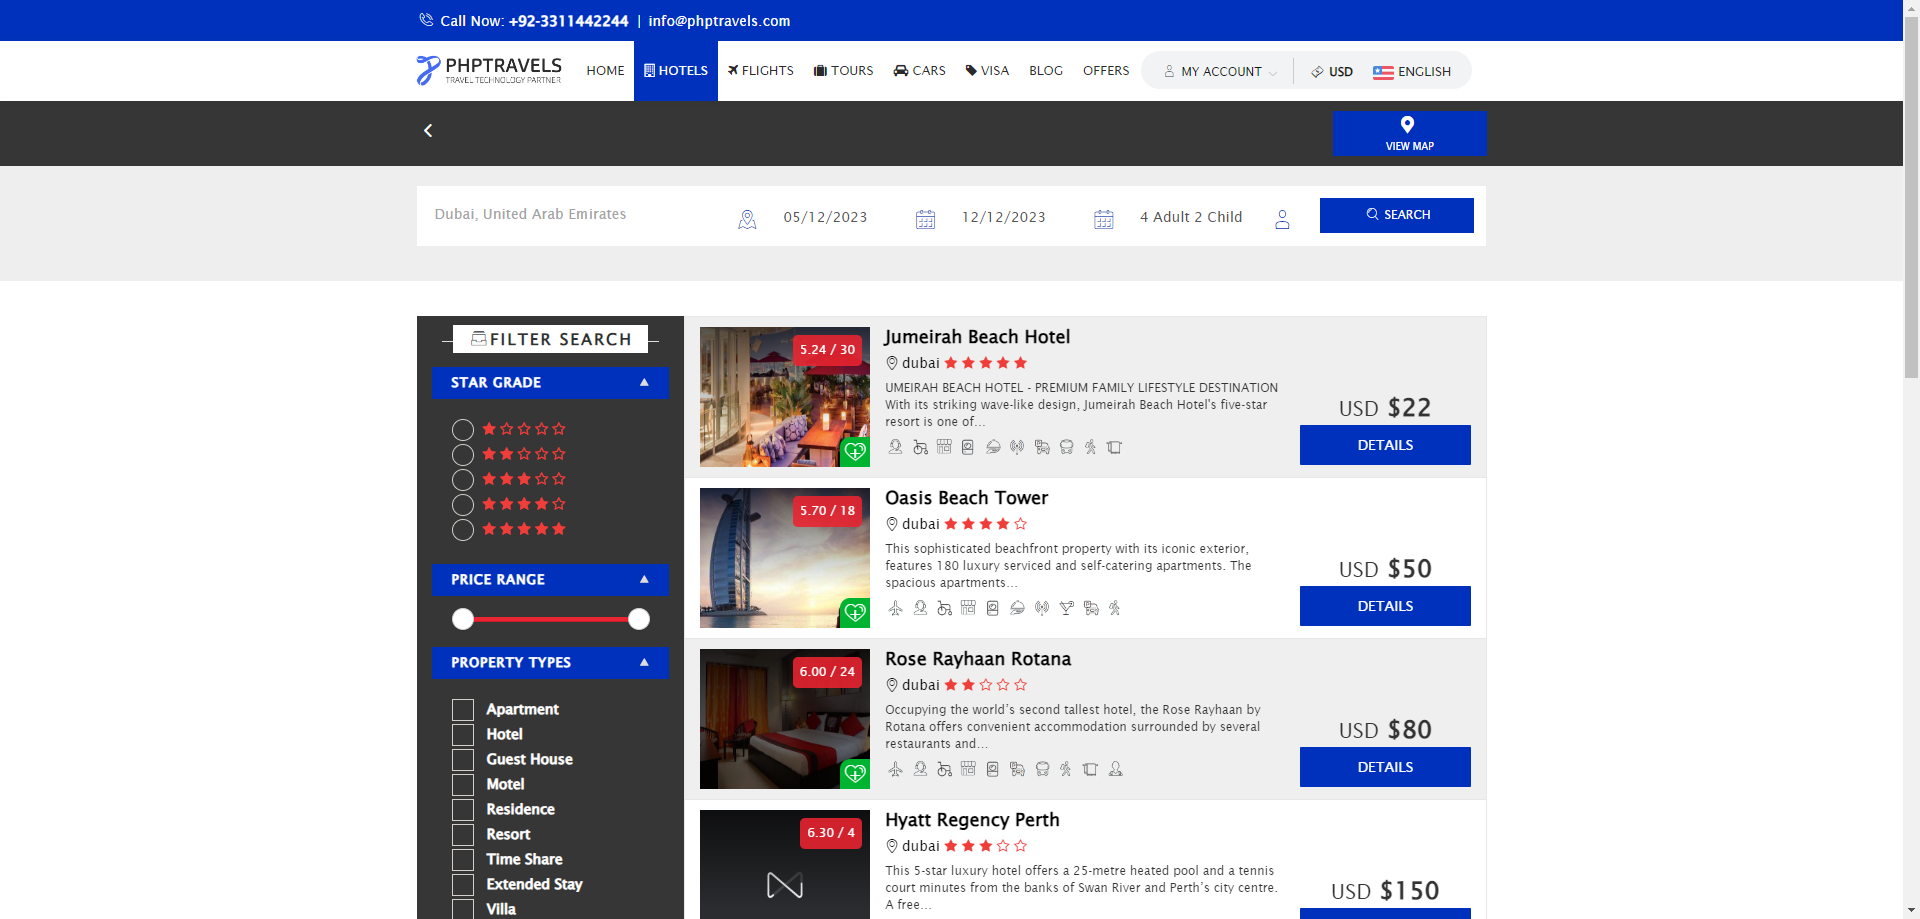 Call Now: +92-3311442244 | info@phptravels.com
PHPTRAVELS
TRAVEL TECHNOLOGY PARTNER
HOME HOTELS FLIGHTS TOURS CARS VISA BLOG OFFERS MY ACCOUNT USD ENGLISH
VIEW MAP
Dubai, United Arab Emirates 05/12/2023 12/12/2023 4 Adult 2 Child SEARCH
FILTER SEARCH
STAR GRADE
PRICE RANGE
PROPERTY TYPES
Apartment
Hotel
Guest House
Motel
Residence
Resort
Time Share
Extended Stay
Villa
5.24 / 30
Jumeirah Beach Hotel
dubai
UMEIRAH BEACH HOTEL - PREMIUM FAMILY LIFESTYLE DESTINATION
With its striking wave-like design, Jumeirah Beach Hotel's five-star
resort is one of...
USD $22
DETAILS
5.70 / 18
Oasis Beach Tower
dubai
This sophisticated beachfront property with its iconic exterior,
features 180 luxury serviced and self-catering apartments. The
spacious apartments...
USD $50
DETAILS
6.00 / 24
Rose Rayhaan Rotana
dubai
Occupying the world’s second tallest hotel, the Rose Rayhaan by
Rotana offers convenient accommodation surrounded by several
restaurants and...
USD $80
DETAILS
6.30 / 4
Hyatt Regency Perth
dubai
This 5-star luxury hotel offers a 25-metre heated pool and a tennis
court minutes from the banks of Swan River and Perth’s city centre.
A free...
USD $150